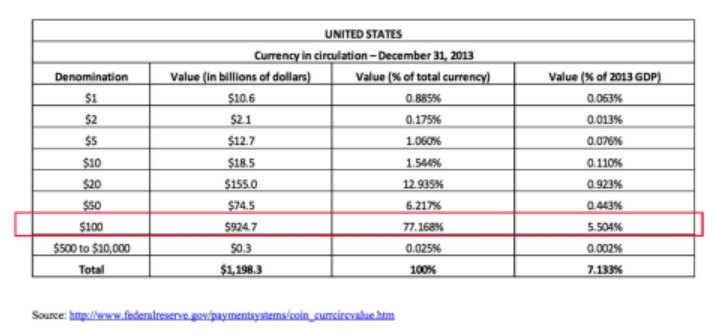 UNITED STATES
Currency in circulation – December 31, 2013
Denomination Value (in billions of dollars) Value (% of total currency) Value (% of 2013 GDP)
$1 $10.6 0.885% 0.063%
$2 $2.1 0.175% 0.013%
$5 $12.7 1.060% 0.076%
$10 $18.5 1.544% 0.110%
$20 $155.0 12.935% 0.923%
$50 $74.5 6.217% 0.443%
$100 $924.7 77.168% 5.504%
$500 to $10,000 $0.3 0.025% 0.002%
Total $1,198.3 100% 7.133%
Source: http://www.federalreserve.gov/paymentsystems/coin_currcircvalue.htm